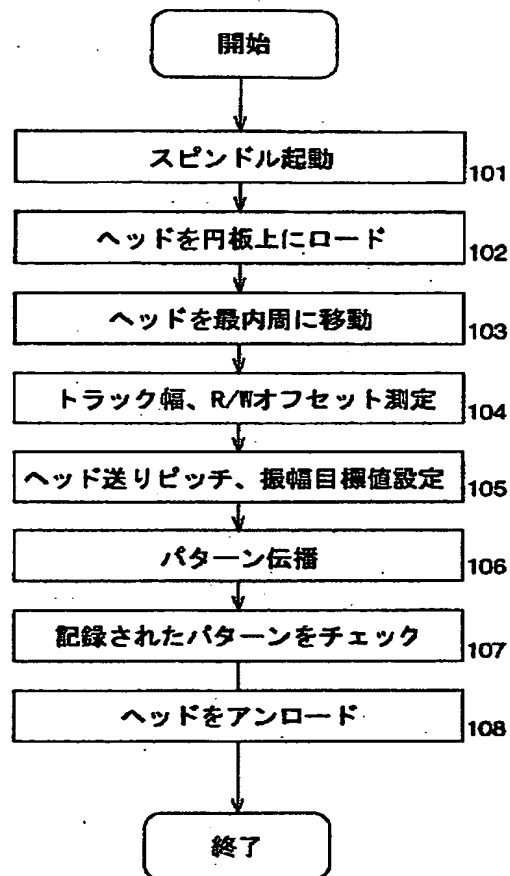 開始
スピンドル起動
101
ヘッドを円板上にロード
102
ヘッドを最内周に移動
103
トラック幅、R/Wオフセット測定
104
ヘッド送りピッチ、振幅目標値設定
105
パターン伝播
106
記録されたパターンをチェック
107
ヘッドをアンロード
108
終了